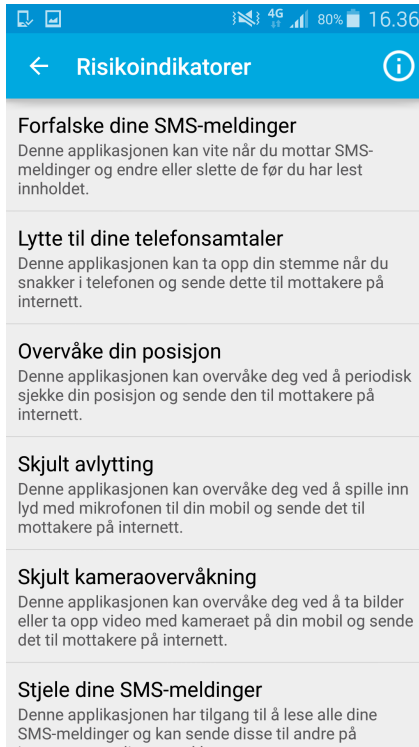 4G 80% 16.36
Risikoindikatorer
Forfalske dine SMS-meldinger
Denne applikasjonen kan vite når du mottar SMS-
meldinger og endre eller slette de før du har lest
innholdet.
Lytte til dine telefonsamtaler
Denne applikasjonen kan ta opp din stemme når du
snakker i telefonen og sende dette til mottakere på
internett.
Overvåke din posisjon
Denne applikasjonen kan overvåke deg ved å periodisk
sjekke din posisjon og sende den til mottakere på
internett.
Skjult avlytting
Denne applikasjonen kan overvåke deg ved å spille inn
lyd med mikrofonen til din mobil og sende det til
mottakere på internett.
Skjult kameraovervåkning
Denne applikasjonen kan overvåke deg ved å ta bilder
eller ta opp video med kameraet på din mobil og sende
det til mottakere på internett.
Stjele dine SMS-meldinger
Denne applikasjonen har tilgang til å lese alle dine
SMS-meldinger og kan sende disse til andre på